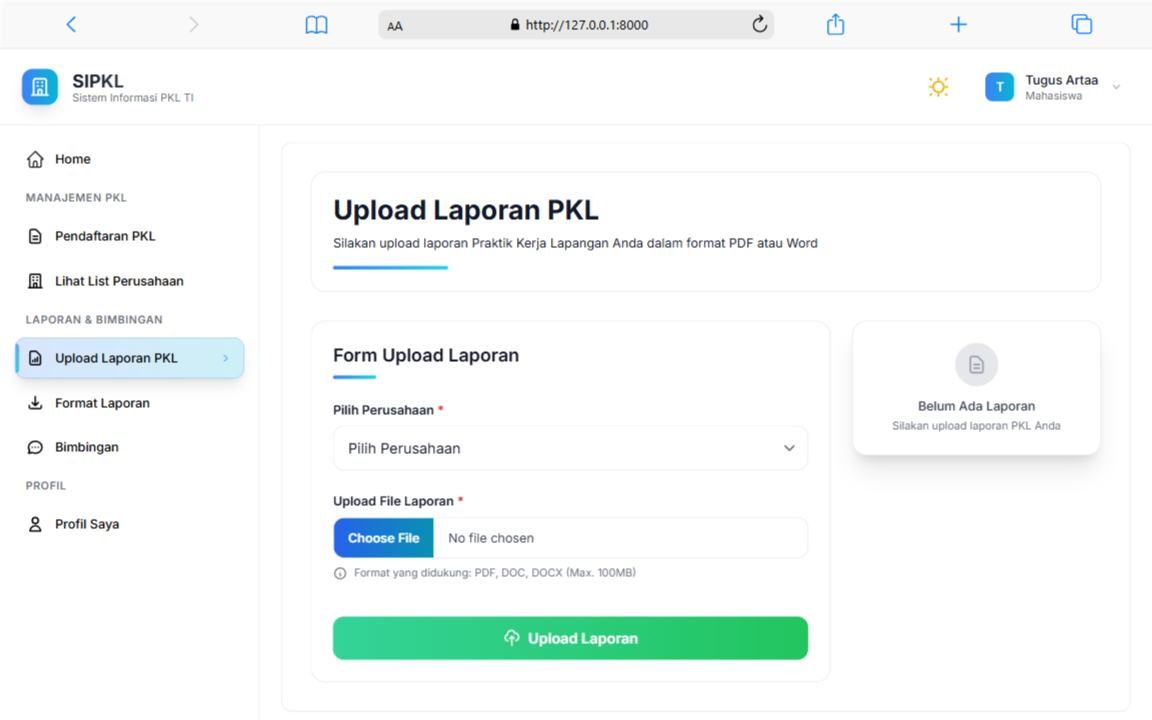 AA
http://127.0.0.1:8000
SIPKL
Sistem Informasi PKL TI
T
Tugus Artaa
Mahasiswa
Home
MANAJEMEN PKL
Pendaftaran PKL
Lihat List Perusahaan
LAPORAN & BIMBINGAN
Upload Laporan PKL
Format Laporan
Bimbingan
PROFIL
Profil Saya
Upload Laporan PKL
Silakan upload laporan Praktik Kerja Lapangan Anda dalam format PDF atau Word
Form Upload Laporan
Pilih Perusahaan *
Pilih Perusahaan
Upload File Laporan *
Choose File No file chosen
Format yang didukung: PDF, DOC, DOCX (Max. 100MB)
Upload Laporan
Belum Ada Laporan
Silakan upload laporan PKL Anda